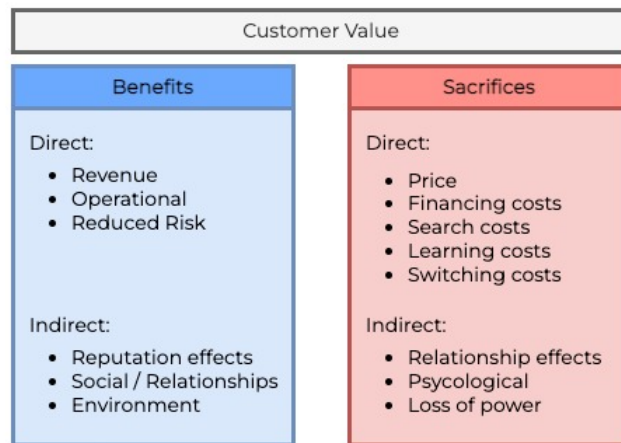 Customer Value
Benefits
Direct:
• Revenue
• Operational
• Reduced Risk
Indirect:
• Reputation effects
• Social / Relationships
• Environment
Sacrifices
Direct:
• Price
• Financing costs
• Search costs
• Learning costs
• Switching costs
Indirect:
• Relationship effects
• Psycological
• Loss of power